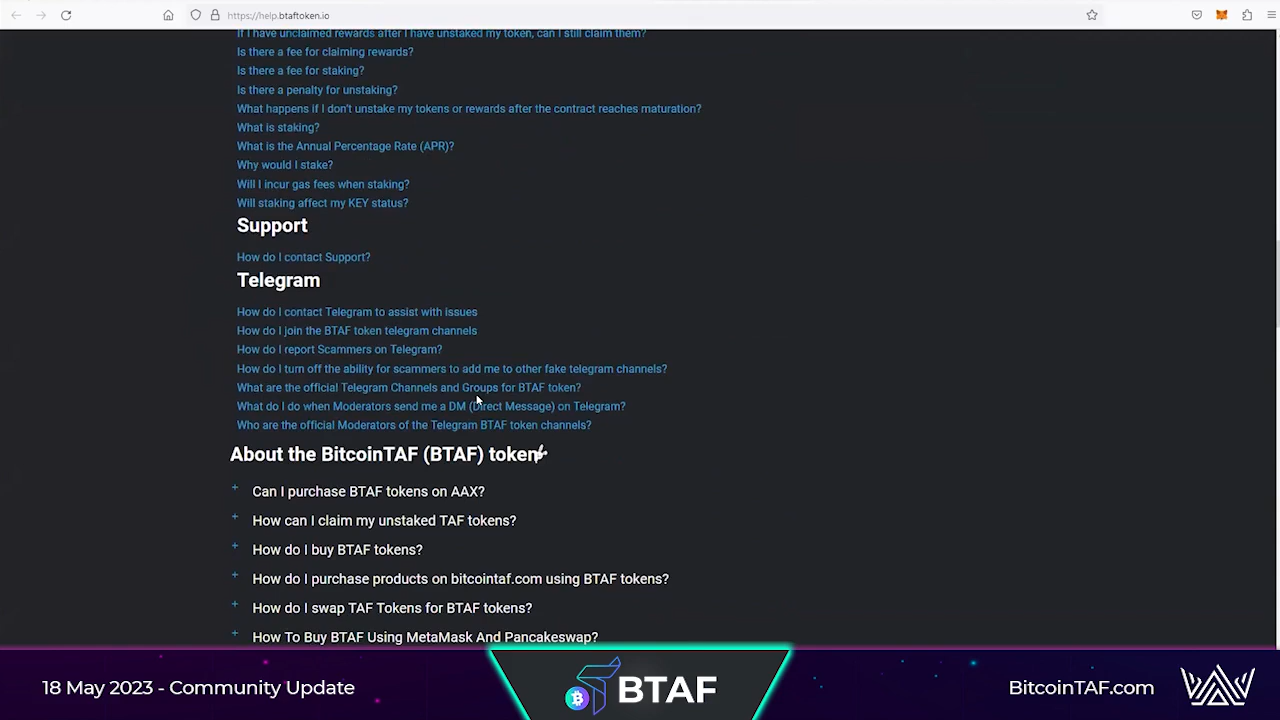 https://help.btaftoken.io
If I have unclaimed rewards after I have unstaked my token, can I still claim them?
Is there a fee for claiming rewards?
Is there a fee for staking?
Is there a penalty for unstaking?
What happens if I don't unstake my tokens or rewards after the contract reaches maturation?
What is staking?
What is the Annual Percentage Rate (APR)?
Why would I stake?
Will I incur gas fees when staking?
Will staking affect my KEY status?
Support
How do I contact Support?
Telegram
How do I contact Telegram to assist with issues
How do I join the BTAF token telegram channels
How do I report Scammers on Telegram?
How do I turn off the ability for scammers to add me to other fake telegram channels?
What are the official Telegram Channels and Groups for BTAF token?
What do I do when Moderators send me a DM (Direct Message) on Telegram?
Who are the official Moderators of the Telegram BTAF token channels?
About the BitcoinTAF (BTAF) token
+ Can I purchase BTAF tokens on AAX?
+ How can I claim my unstaked TAF tokens?
+ How do I buy BTAF tokens?
+ How do I purchase products on bitcointaf.com using BTAF tokens?
+ How do I swap TAF Tokens for BTAF tokens?
+ How To Buy BTAF Using MetaMask And Pancakeswap?
18 May 2023 - Community Update
BTAF
BitcoinTAF.com